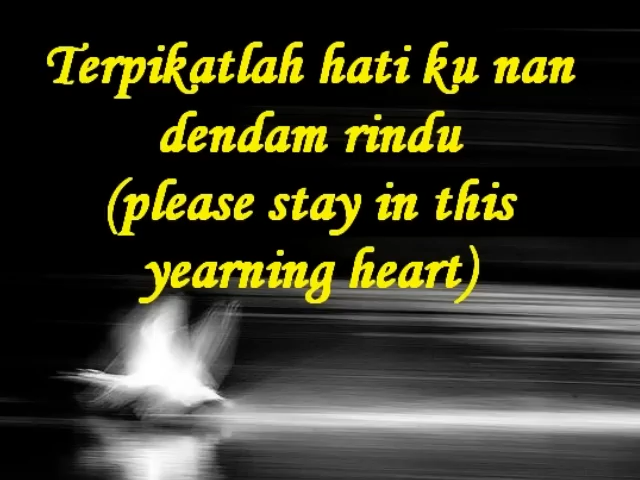 Terpikatlah hati ku nan
dendam rindu
(please stay in this
yearning heart)